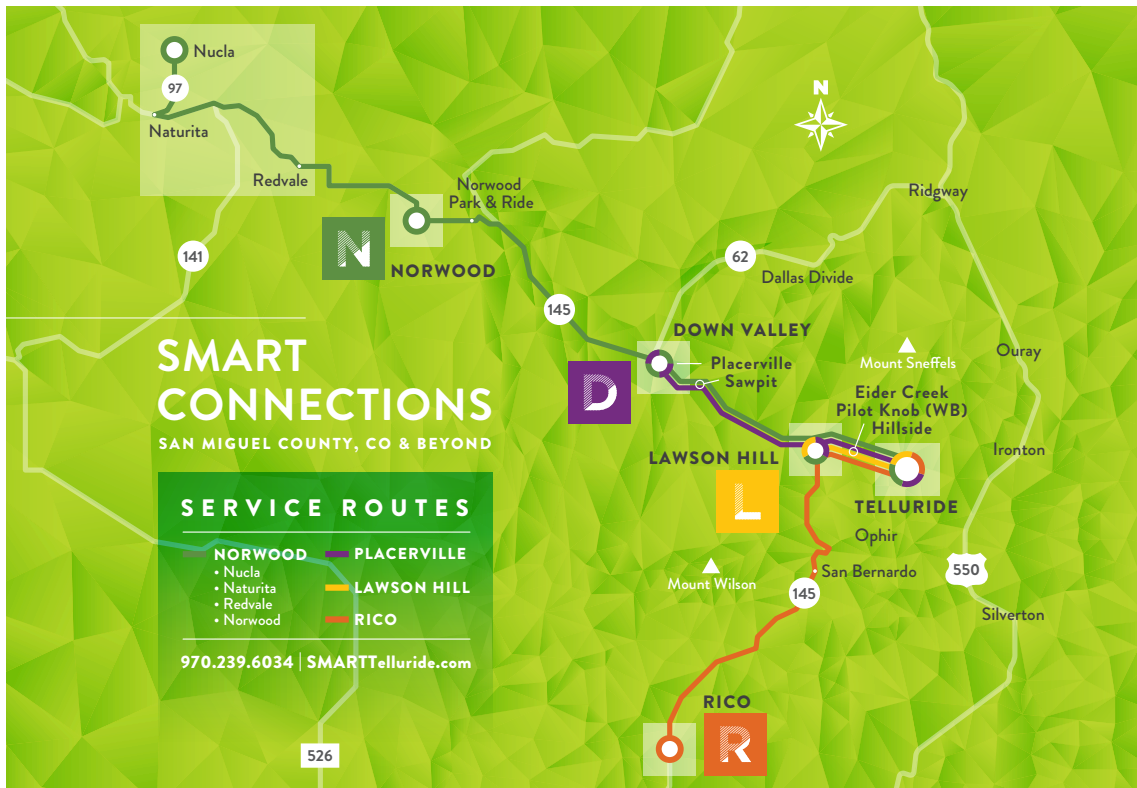 Nucla
97
Naturita
Redvale
Norwood
Park & Ride
N
NORWOOD
141
145
N
Ridgway
62
Dallas Divide
DOWN VALLEY
Placerville
Sawpit
D
Mount Sneffels
Ouray
Eider Creek
Pilot Knob (WB)
Hillside
LAWSON HILL
L
TELLURIDE
Ironton
Ophir
San Bernardo
Mount Wilson
145
550
Silverton
RICO
R
SMART
CONNECTIONS
SAN MIGUEL COUNTY, CO & BEYOND
SERVICE ROUTES
NORWOOD
• Nucla
• Naturita
• Redvale
• Norwood
PLACERVILLE
LAWSON HILL
RICO
970.239.6034 | SMARTTelluride.com
526